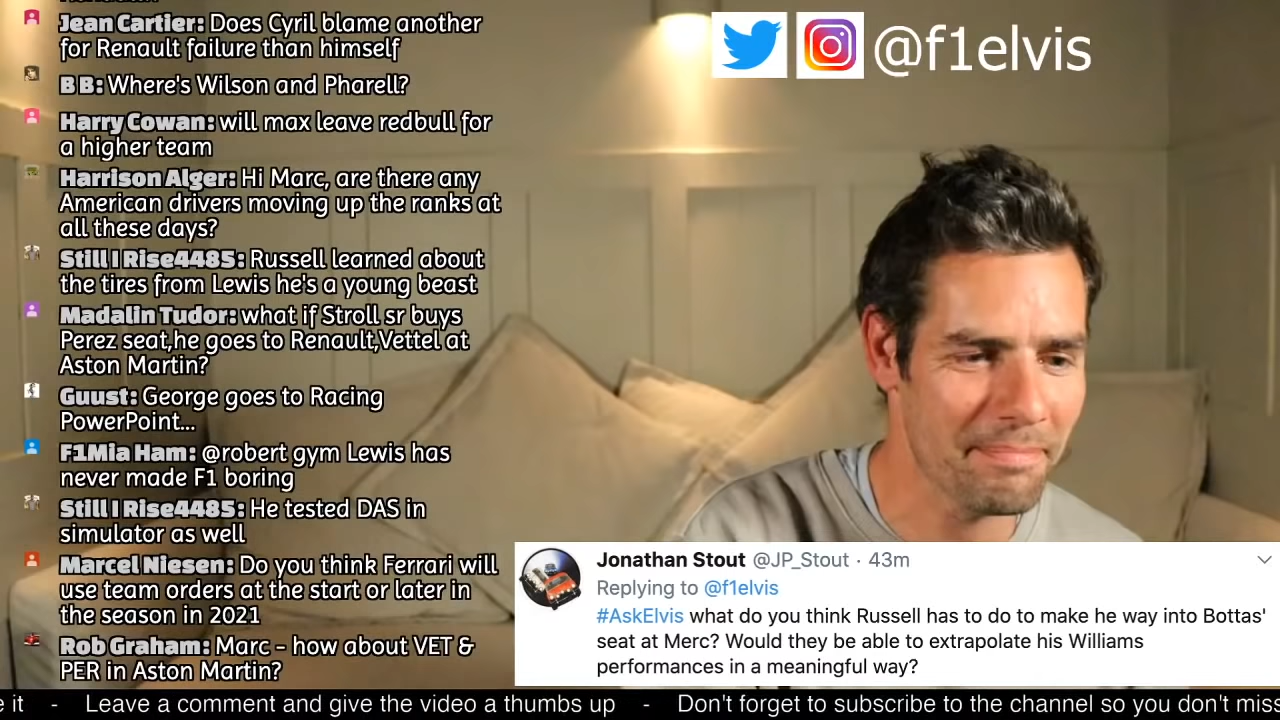 Jean Cartier: Does Cyril blame another
for Renault failure than himself
B B: Where's Wilson and Pharell?
Harry Cowan: will max leave redbull for
a higher team
Harrison Alger: Hi Marc, are there any
American drivers moving up the ranks at
all these days?
Still I Rise4485: Russell learned about
the tires from Lewis he's a young beast
Madalin Tudor: what if Stroll sr buys
Perez seat,he goes to Renault,Vettel at
Aston Martin?
Guust: George goes to Racing
PowerPoint...
F1Mia Ham: @robert gym Lewis has
never made F1 boring
Still I Rise4485: He tested DAS in
simulator as well
Marcel Niesen: Do you think Ferrari will
use team orders at the start or later in
the season in 2021
Rob Graham: Marc - how about VET &
PER in Aston Martin?
@f1elvis
Jonathan Stout @JP_Stout · 43m
Replying to @f1elvis
#AskElvis what do you think Russell has to do to make he way into Bottas'
seat at Merc? Would they be able to extrapolate his Williams
performances in a meaningful way?
e it - Leave a comment and give the video a thumbs up - Don't forget to subscribe to the channel so you don't miss